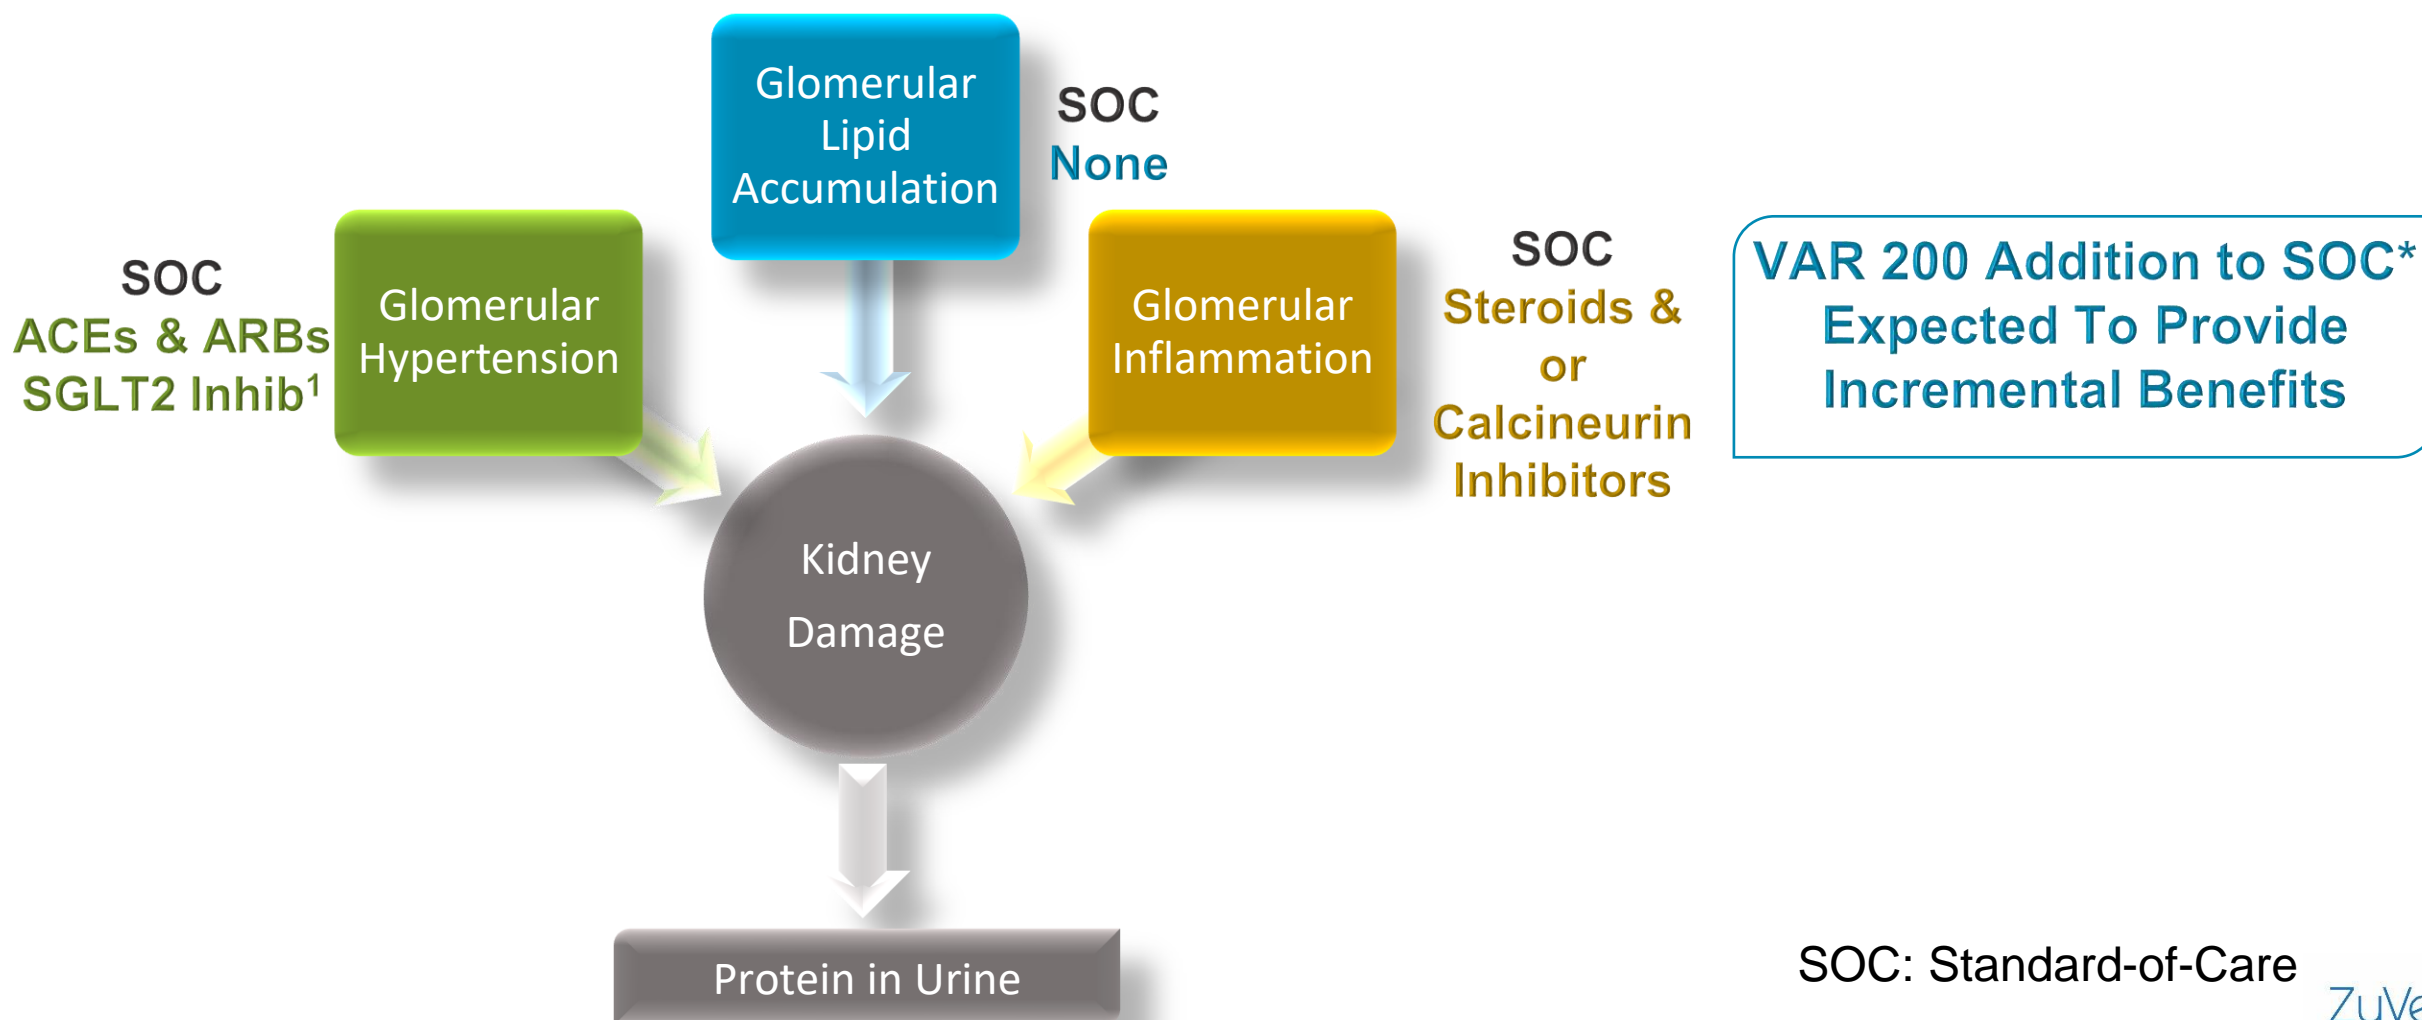 Glomerular
Lipid
Accumulation
SOC
None
SOC
ACEs & ARBs
SGLT2 Inhib¹
Glomerular
Hypertension
Glomerular
Inflammation
SOC
Steroids &
or
Calcineurin
Inhibitors
VAR 200 Addition to SOC*
Expected To Provide
Incremental Benefits
Kidney
Damage
Protein in Urine
SOC: Standard-of-Care